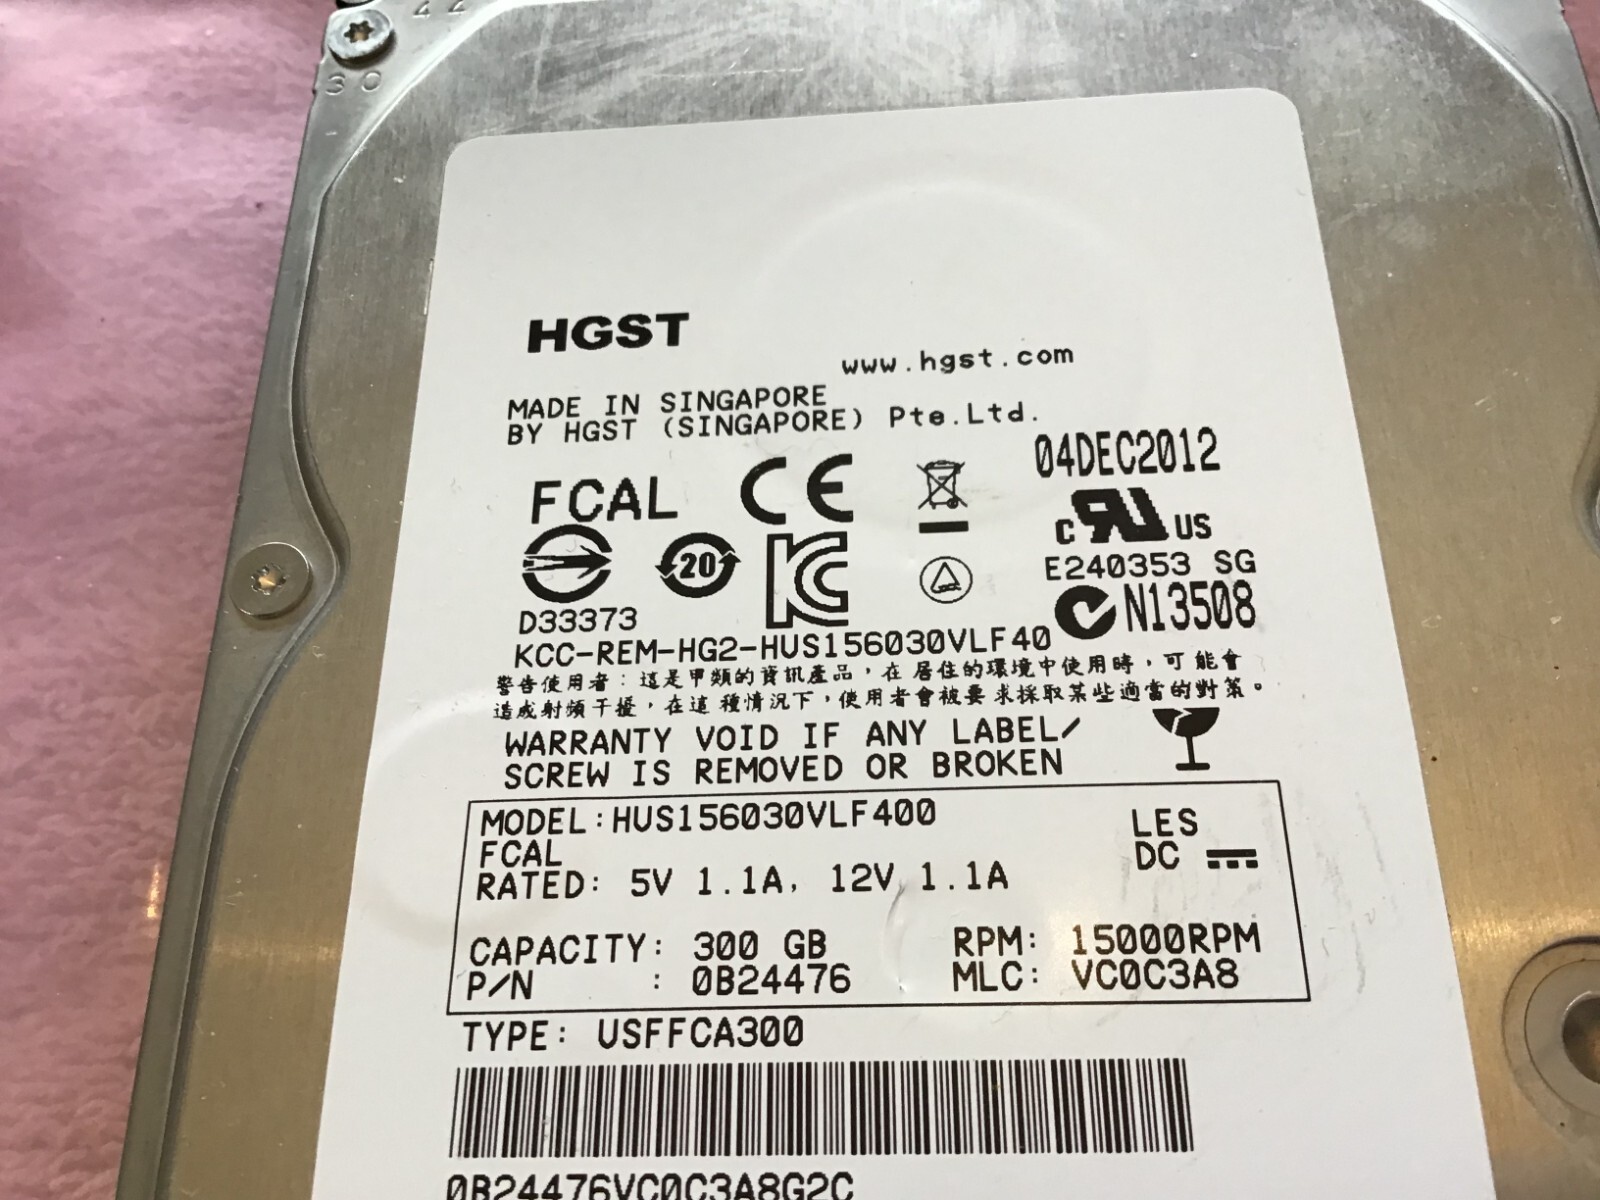 44
30
HGST
www.hgst.com
MADE IN SINGAPORE
BY HGST (SINGAPORE) Pte.Ltd.
04DEC2012
FCAL CE
c RU US
E240353 SG
20
D33373
N13508
KCC-REM-HG2-HUS156030VLF40
警告使用者：這是甲類的資訊產品，在居住的環境中使用時，可能會
造成射頻干擾，在這種情況下，使用者會被要求採取某些適當的對策。
WARRANTY VOID IF ANY LABEL/
SCREW IS REMOVED OR BROKEN
MODEL:HUS156030VLF400 LES
FCAL DC
RATED: 5V 1.1A, 12V 1.1A
CAPACITY: 300 GB RPM: 15000RPM
P/N : 0B24476 MLC: VC0C3A8
TYPE: USFFCA300
0B24476VC0C3A8G2C